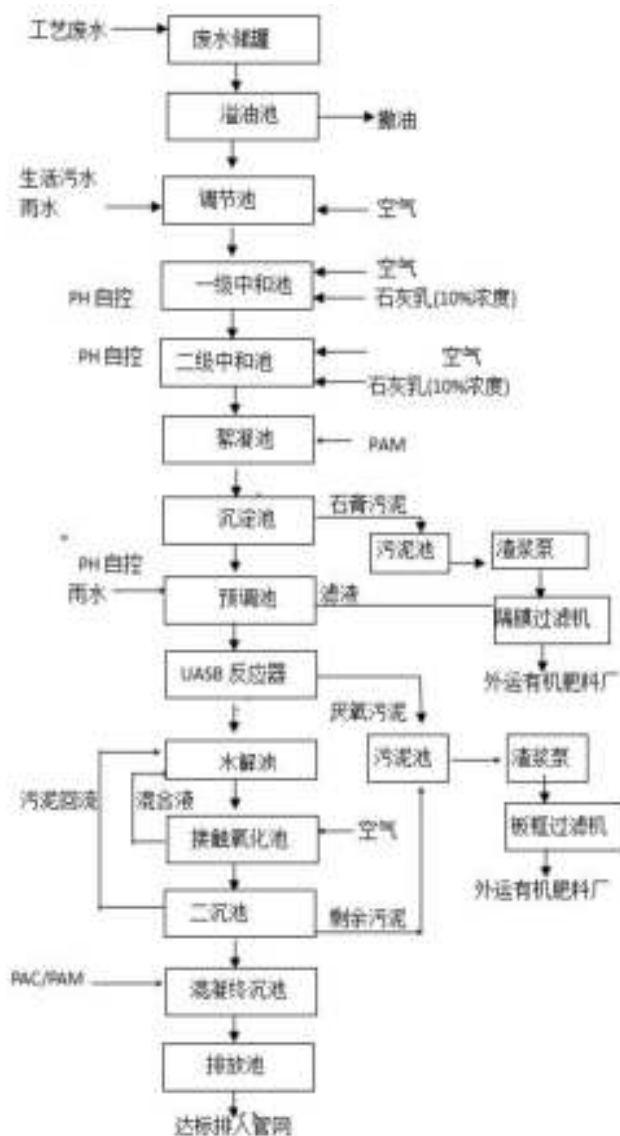 工艺废水
废水储罐
溢油池
撇油
生活污水
雨水
调节池
空气
空气
PH 自控
一级中和池
石灰乳(10%浓度)
PH 自控
二级中和池
空气
石灰乳(10%浓度)
絮凝池
PAM
沉淀池
石膏污泥
污泥池
渣浆泵
PH 自控
雨水
预调池
滤液
隔膜过滤机
外运有机肥料厂
UASB 反应器
厌氧污泥
水解池
污泥池
渣浆泵
污泥回流
混合液
接触氧化池
空气
板框过滤机
外运有机肥料厂
二沉池
剩余污泥
PAC/PAM
混凝终沉池
排放池
达标排入管网